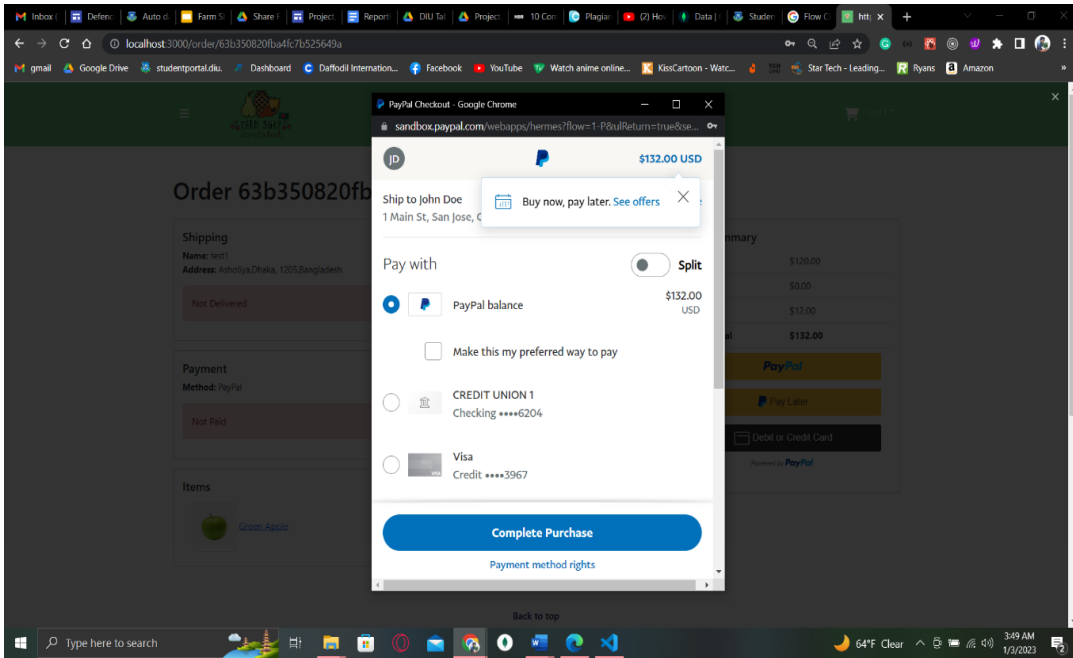 Inbox (
Defenc
Auto d
Farm S
Share F
Project
Reporti
DIU Tal
Project,
10 Con
Plagiar
(2) Hov
Data |
Studen
Flow C
htt
localhost:3000/order/63b350820fba4fc7b525649a
gmail
Google Drive
studentportal.diu.
Dashboard
Daffodil Internation...
Facebook
YouTube
Watch anime online...
KissCartoon - Watc...
Star Tech - Leading...
Ryans
Amazon
Order 63b350820fb
Shipping
Name: test1
Address: Asholiya,Dhaka, 1205,Bangladesh
Not Delivered
Payment
Method: PayPal
Not Paid
Items
Green Apple
PayPal Checkout - Google Chrome
sandbox.paypal.com/webapps/hermes?flow=1-P&ulReturn=true&se...
JD
$132.00 USD
Ship to John Doe
1 Main St, San Jose, C
Buy now, pay later. See offers
Pay with
Split
PayPal balance
$132.00
USD
Make this my preferred way to pay
CREDIT UNION 1
Checking ••••6204
Visa
Credit ••••3967
Complete Purchase
Payment method rights
mmary
$120.00
$0.00
$12.00
al
$132.00
PayPal
Pay Later
Debit or Credit Card
Powered by PayPal
Back to top
Type here to search
64°F Clear
3:49 AM
1/3/2023
2